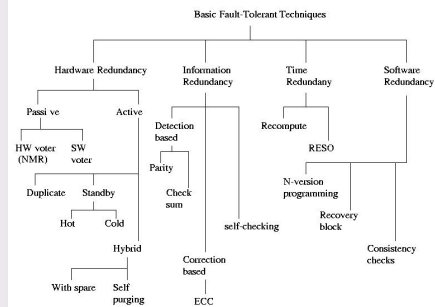 Basic Fault-Tolerant Techniques
Hardware Redundancy
Information
Redundancy
Time
Redundany
Software
Redundancy
Passi ve
Active
HW voter
(NMR)
SW
voter
Duplicate
Standby
Hot
Cold
Hybrid
With spare
Self
purging
Detection
based
Parity
Check
sum
self-checking
Correction
based
ECC
Recompute
RESO
N-version
programming
Recovery
block
Consistency
checks